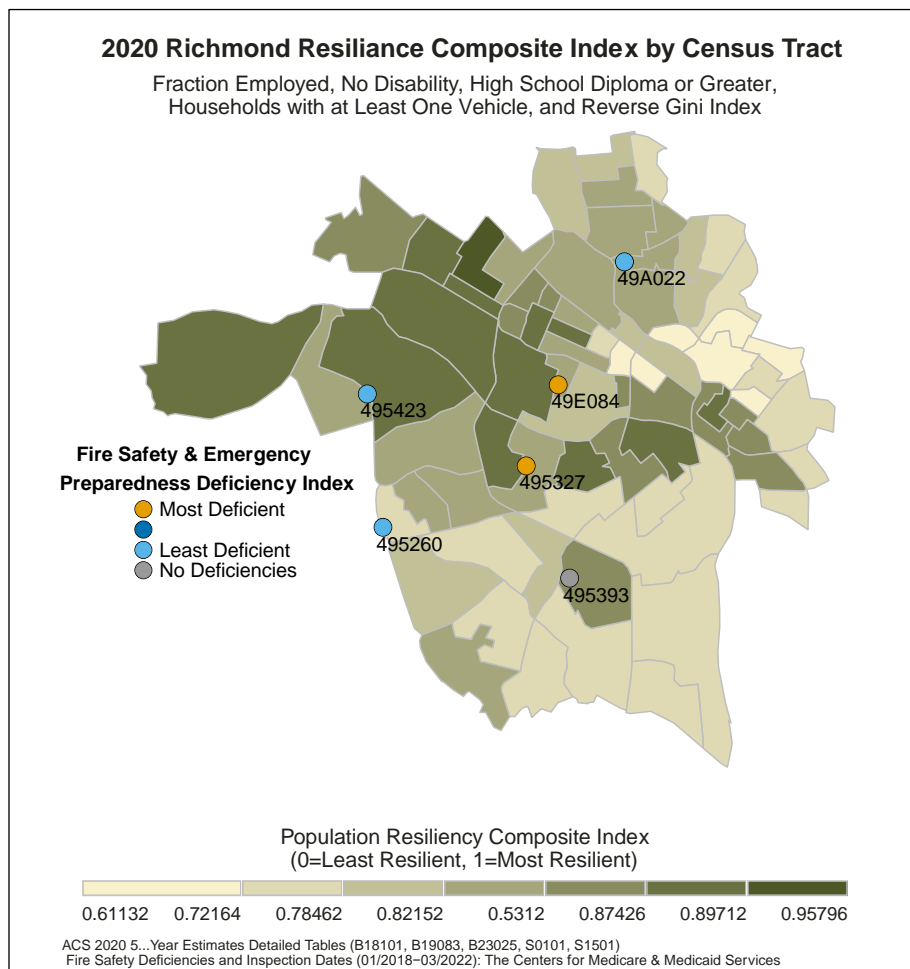 2020 Richmond Resiliance Composite Index by Census Tract
Fraction Employed, No Disability, High School Diploma or Greater,
Households with at Least One Vehicle, and Reverse Gini Index
49A022
49E084
495423
Fire Safety & Emergency
Preparedness Deficiency Index
495327
Most Deficient
495260
Least Deficient
No Deficiencies
495393
Population Resiliency Composite Index
(0=Least Resilient, 1=Most Resilient)
0.61132 0.72164 0.78462 0.82152 0.5312 0.87426 0.89712 0.95796
ACS 2020 5...Year Estimates Detailed Tables (B18101, B19083, B23025, S0101, S1501)
Fire Safety Deficiencies and Inspection Dates (01/2018−03/2022): The Centers for Medicare & Medicaid Services